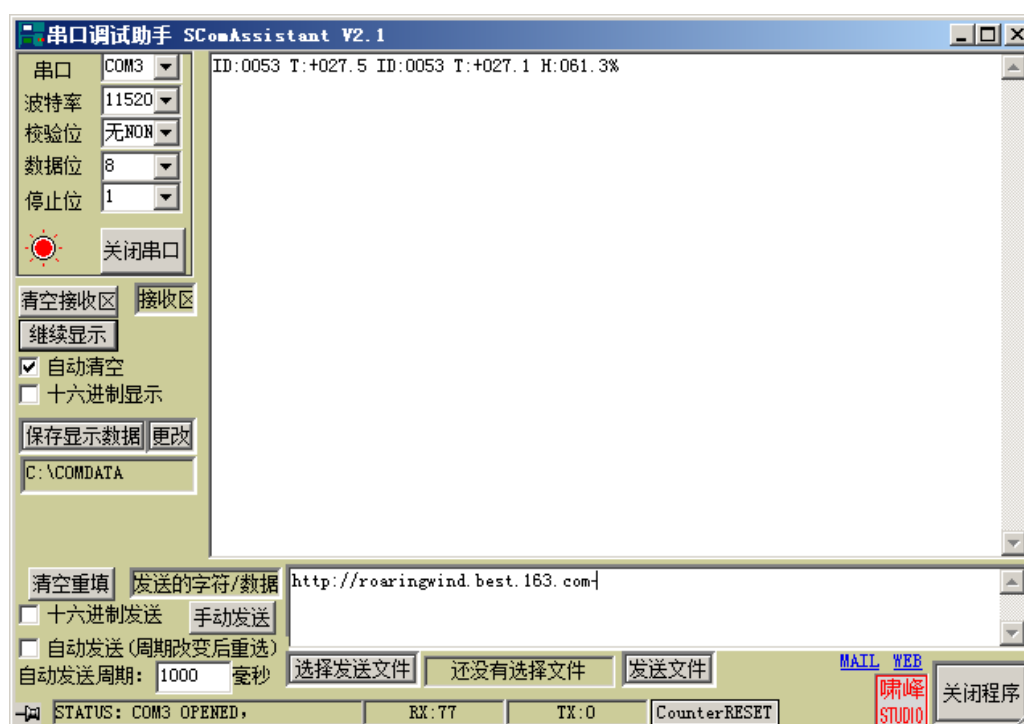 串口调试助手 SComAssistant V2.1
串口 COM3
波特率 11520
校验位 无NON
数据位 8
停止位 1
关闭串口
清空接收区 接收区
继续显示
自动清空
十六进制显示
保存显示数据 更改
C:\COMDATA
ID:0053 T:+027.5 ID:0053 T:+027.1 H:061.3%
清空重填 发送的字符/数据 http://roaringwind.best.163.com
十六进制发送 手动发送
自动发送(周期改变后重选)
自动发送周期: 1000 毫秒 选择发送文件 还没有选择文件 发送文件
MAIL WEB
啸峰
STUDIO
关闭程序
STATUS: COM3 OPENED, RX:77 TX:0 CounterRESET